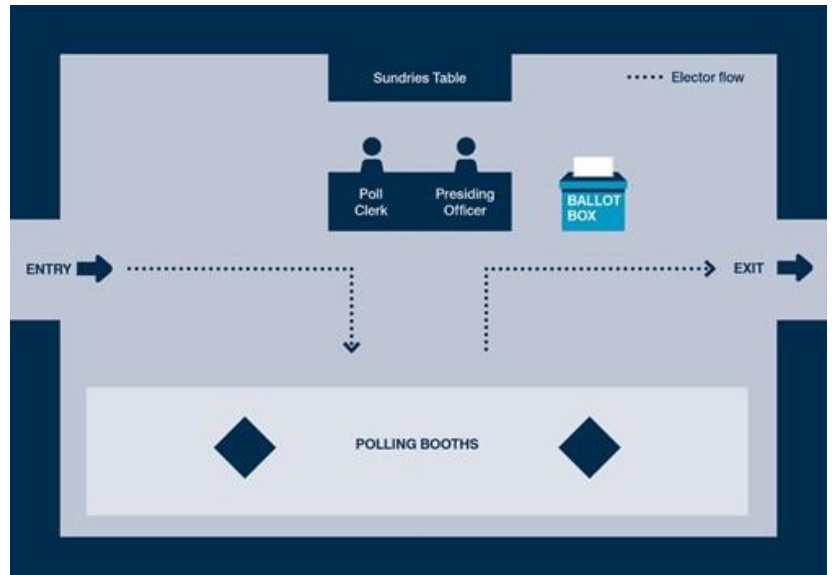 Sundries Table
Elector flow
Poll
Clerk
Presiding
Officer
BALLOT
BOX
ENTRY
EXIT
POLLING BOOTHS